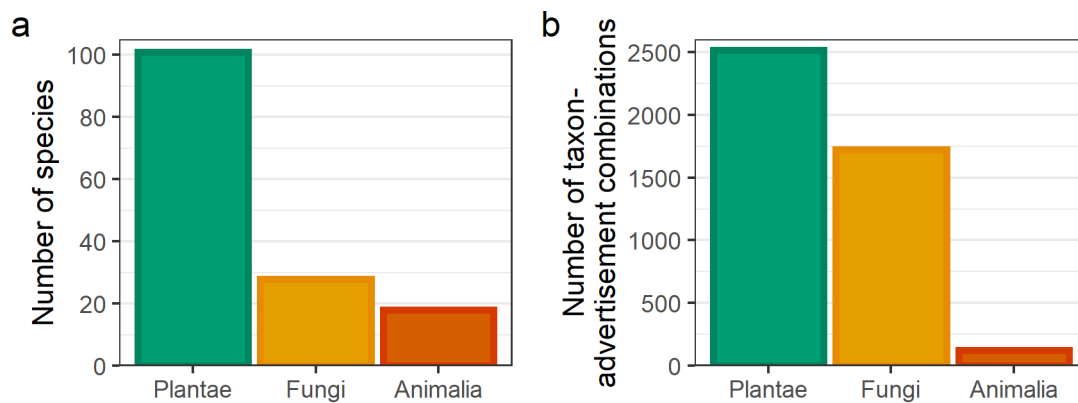 a
Number of species
100
80
60
40
20
0
Plantae Fungi Animalia
b
Number of taxon-
advertisement combinations
2500
2000
1500
1000
500
0
Plantae Fungi Animalia